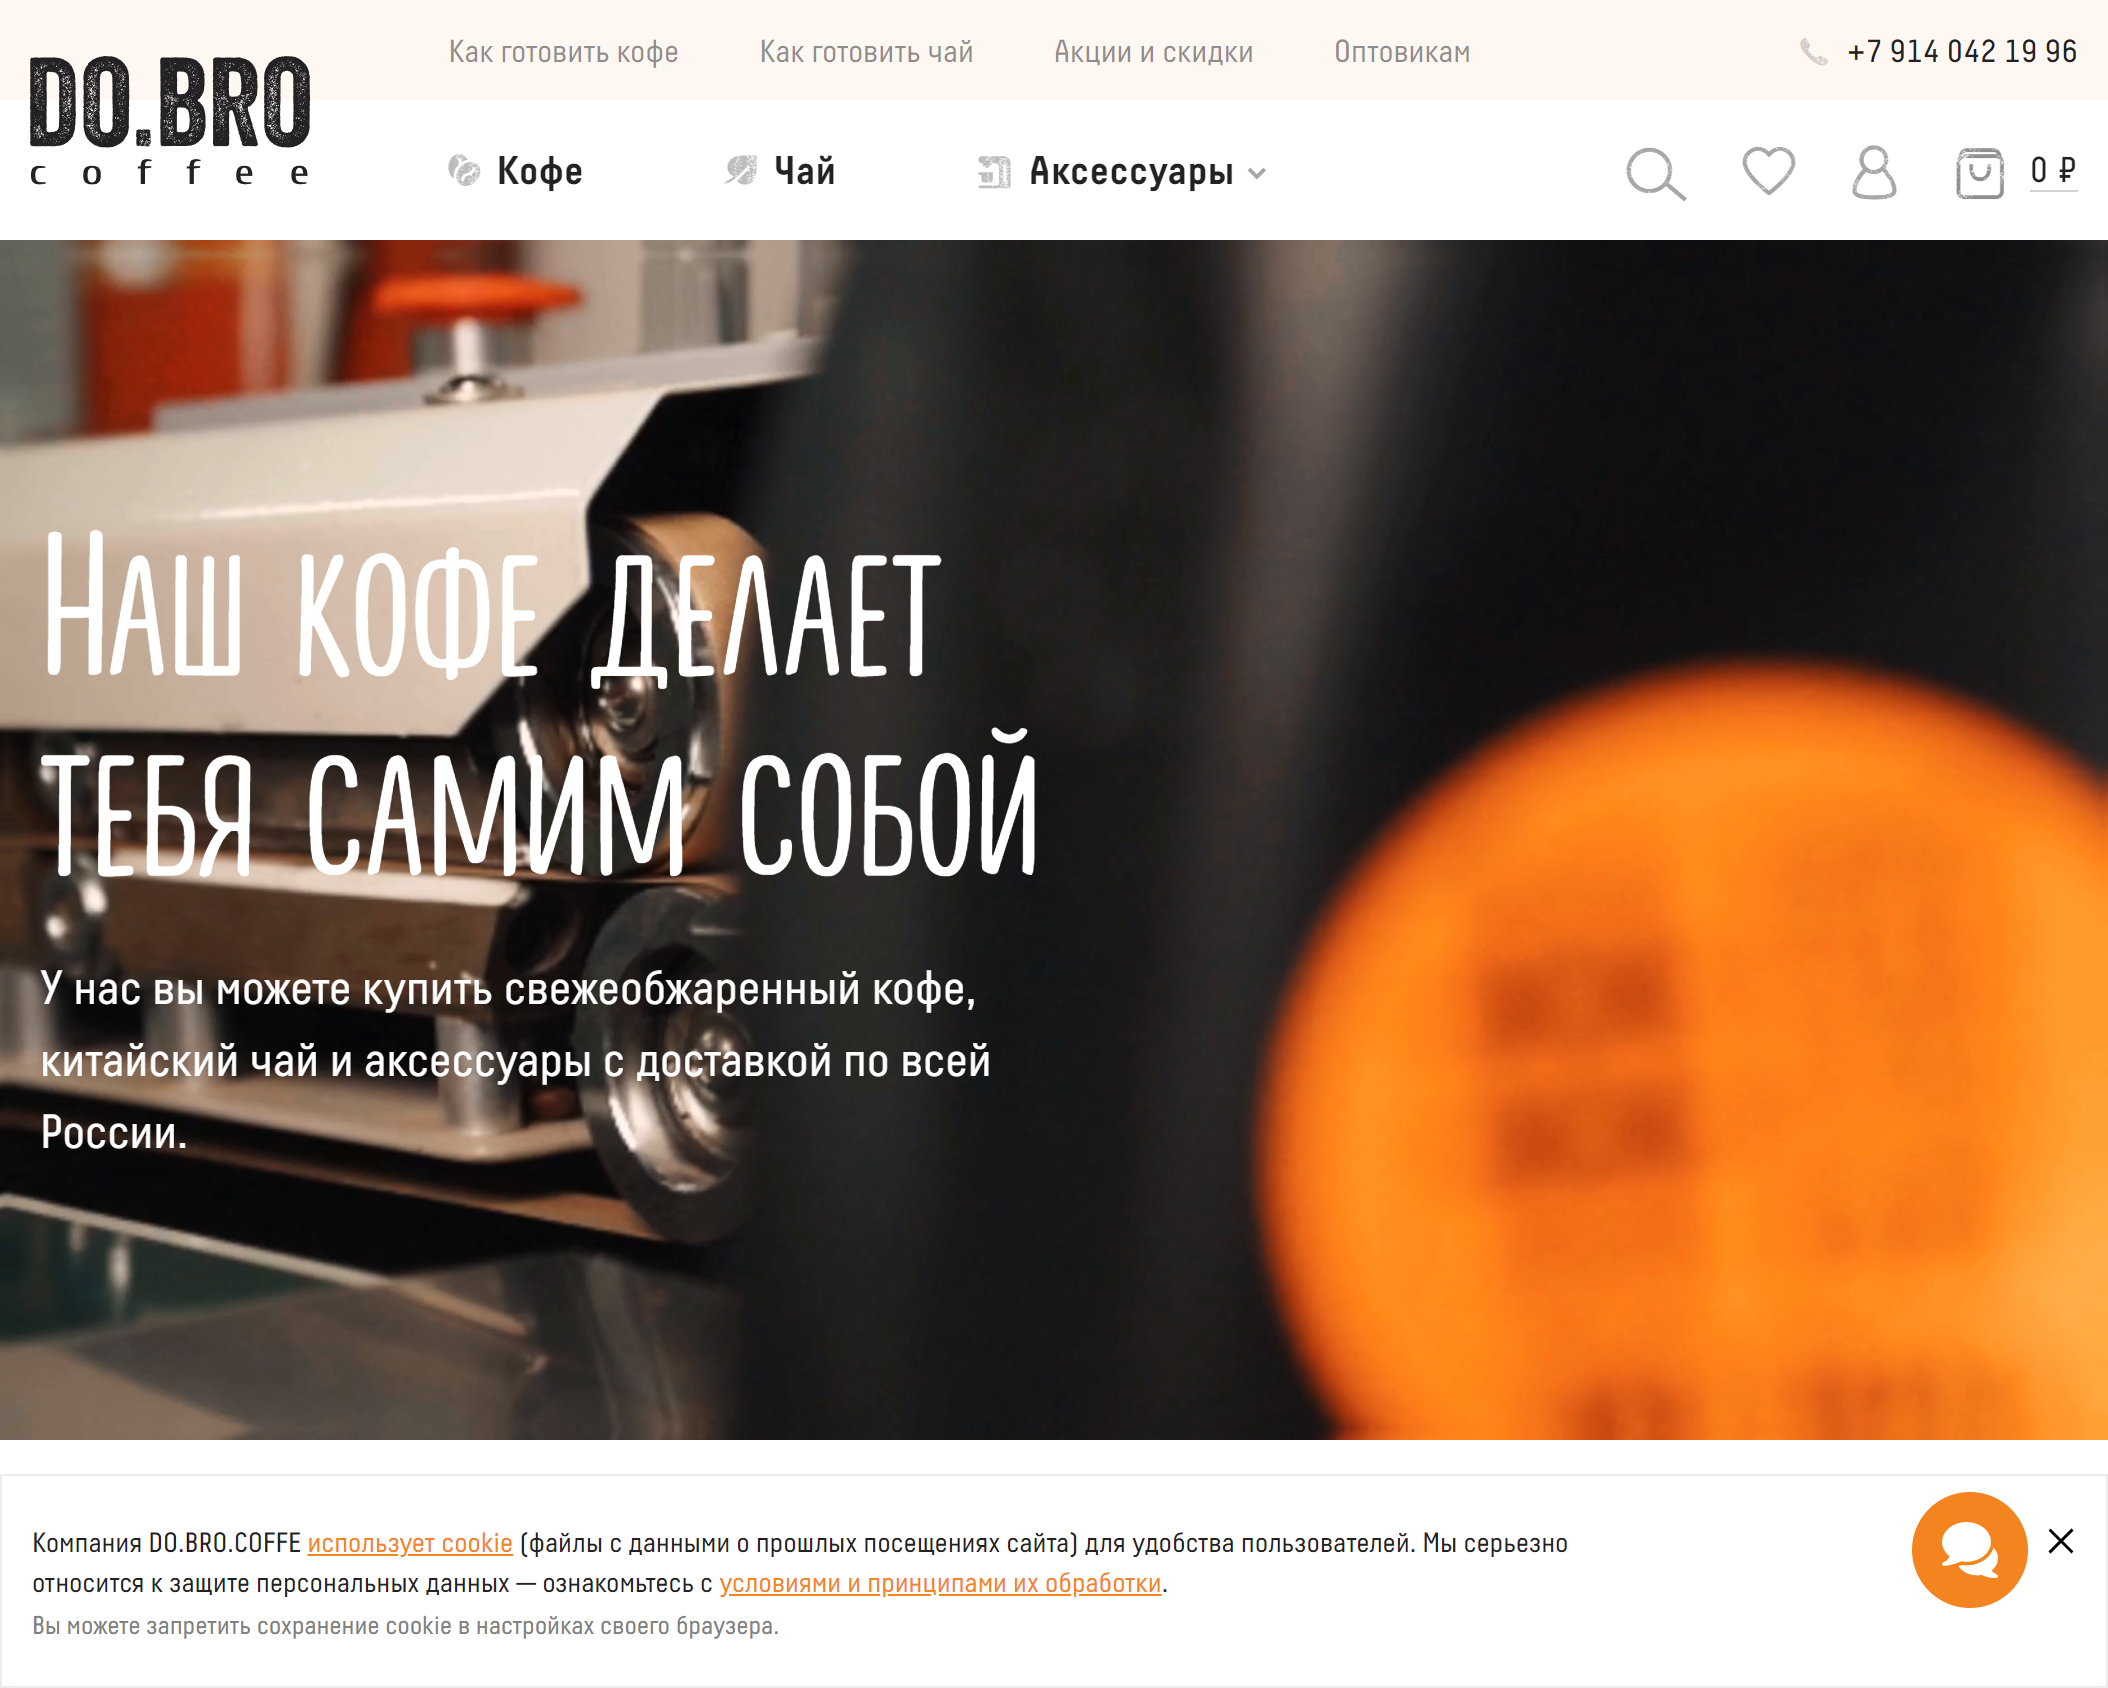 Как готовить кофе
Как готовить чай
Акции и скидки
Оптовикам
+7 914 042 19 96
DO.BRO
coffee
Кофе
Чай
Аксессуары
0 ₽
Наш кофе делает
тебя самим собой
У нас вы можете купить свежеобжаренный кофе,
китайский чай и аксессуары с доставкой по всей
России.
Компания DO.BRO.COFFE использует cookie (файлы с данными о прошлых посещениях сайта) для удобства пользователей. Мы серьезно
относится к защите персональных данных — ознакомьтесь с условиями и принципами их обработки.
Вы можете запретить сохранение cookie в настройках своего браузера.